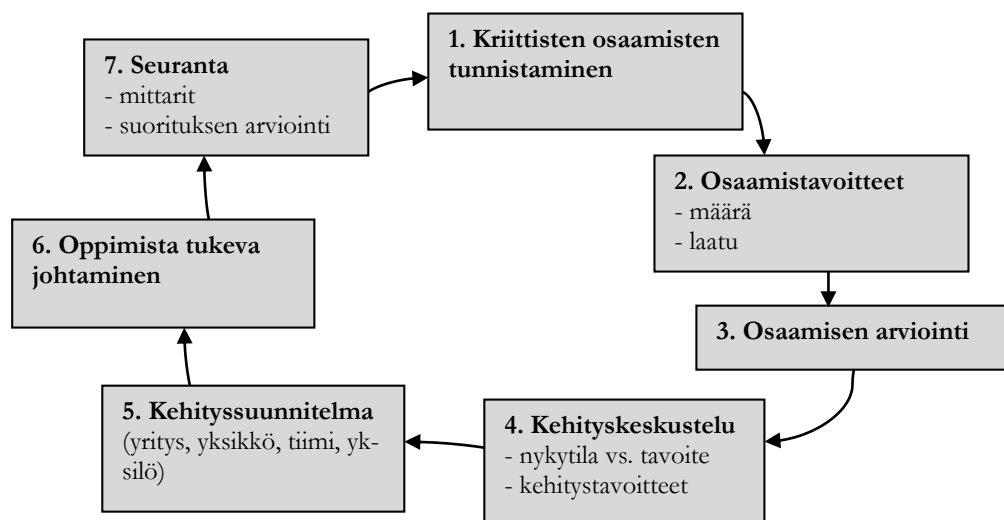 1. Kriittisten osaamisten
tunnistaminen
2. Osaamistavoitteet
- määrä
- laatu
3. Osaamisen arviointi
4. Kehityskeskustelu
- nykytila vs. tavoite
- kehitystavoitteet
5. Kehityssuunnitelma
(yritys, yksikkö, tiimi, yk-
silö)
6. Oppimista tukeva
johtaminen
7. Seuranta
- mittarit
- suorituksen arviointi